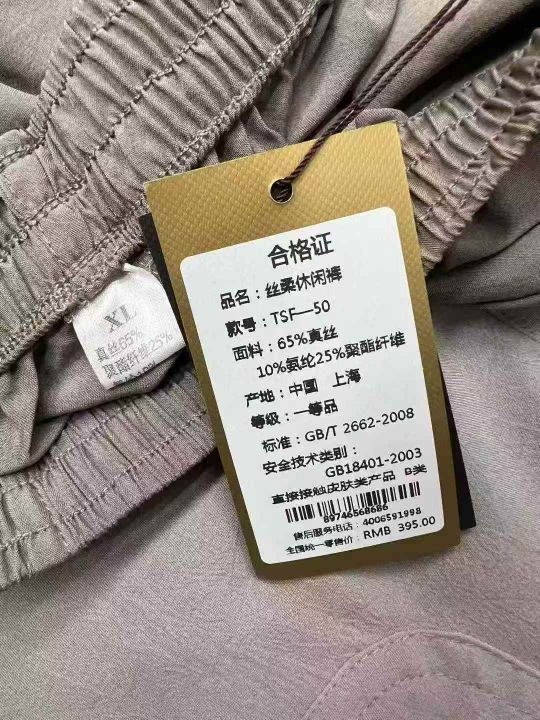 合格证
品名：丝柔休闲裤
款号：TSF—50
面料：65%真丝
10%氨纶25%聚酯纤维
产地：中國 上海
等级：一等品
标准：GB/T 2662-2008
安全技术类别：
GB18401-2003
直接接触皮肤类产品 B类
89746568686
售后服务电话：4006591998
全国统一零售价：RMB 395.00
XL
真丝65%
聚酯纤维25%